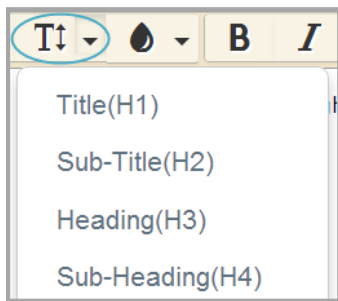 T B I
Title(H1)
Sub-Title(H2)
Heading(H3)
Sub-Heading(H4)